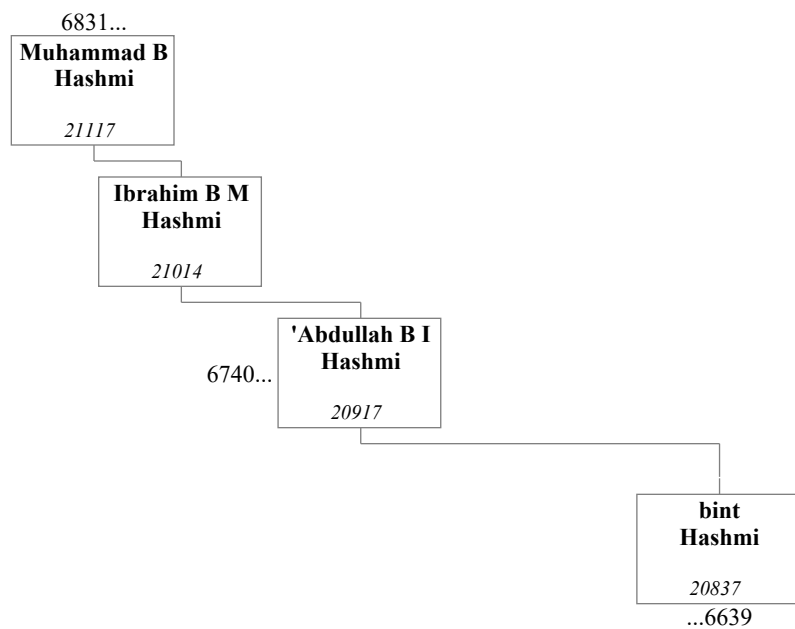 6831...
Muhammad B
Hashmi
21117
Ibrahim B M
Hashmi
21014
'Abdullah B I
Hashmi
6740...
20917
bint
Hashmi
20837
...6639